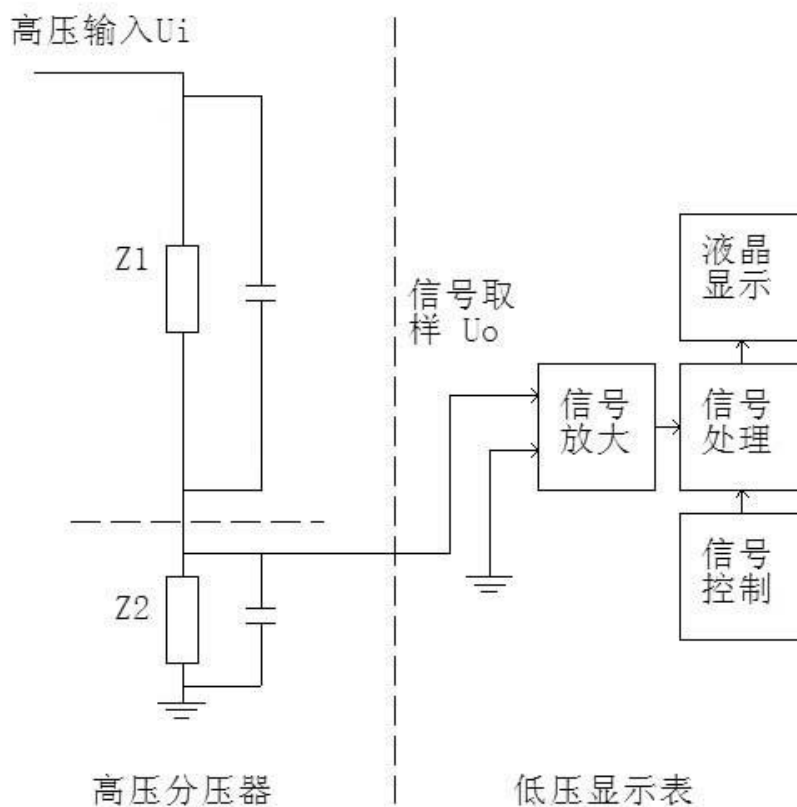 高压输入Ui
Z1
Z2
高压分压器
信号取
样 Uo
信号
放大
液晶
显示
信号
处理
信号
控制
低压显示表